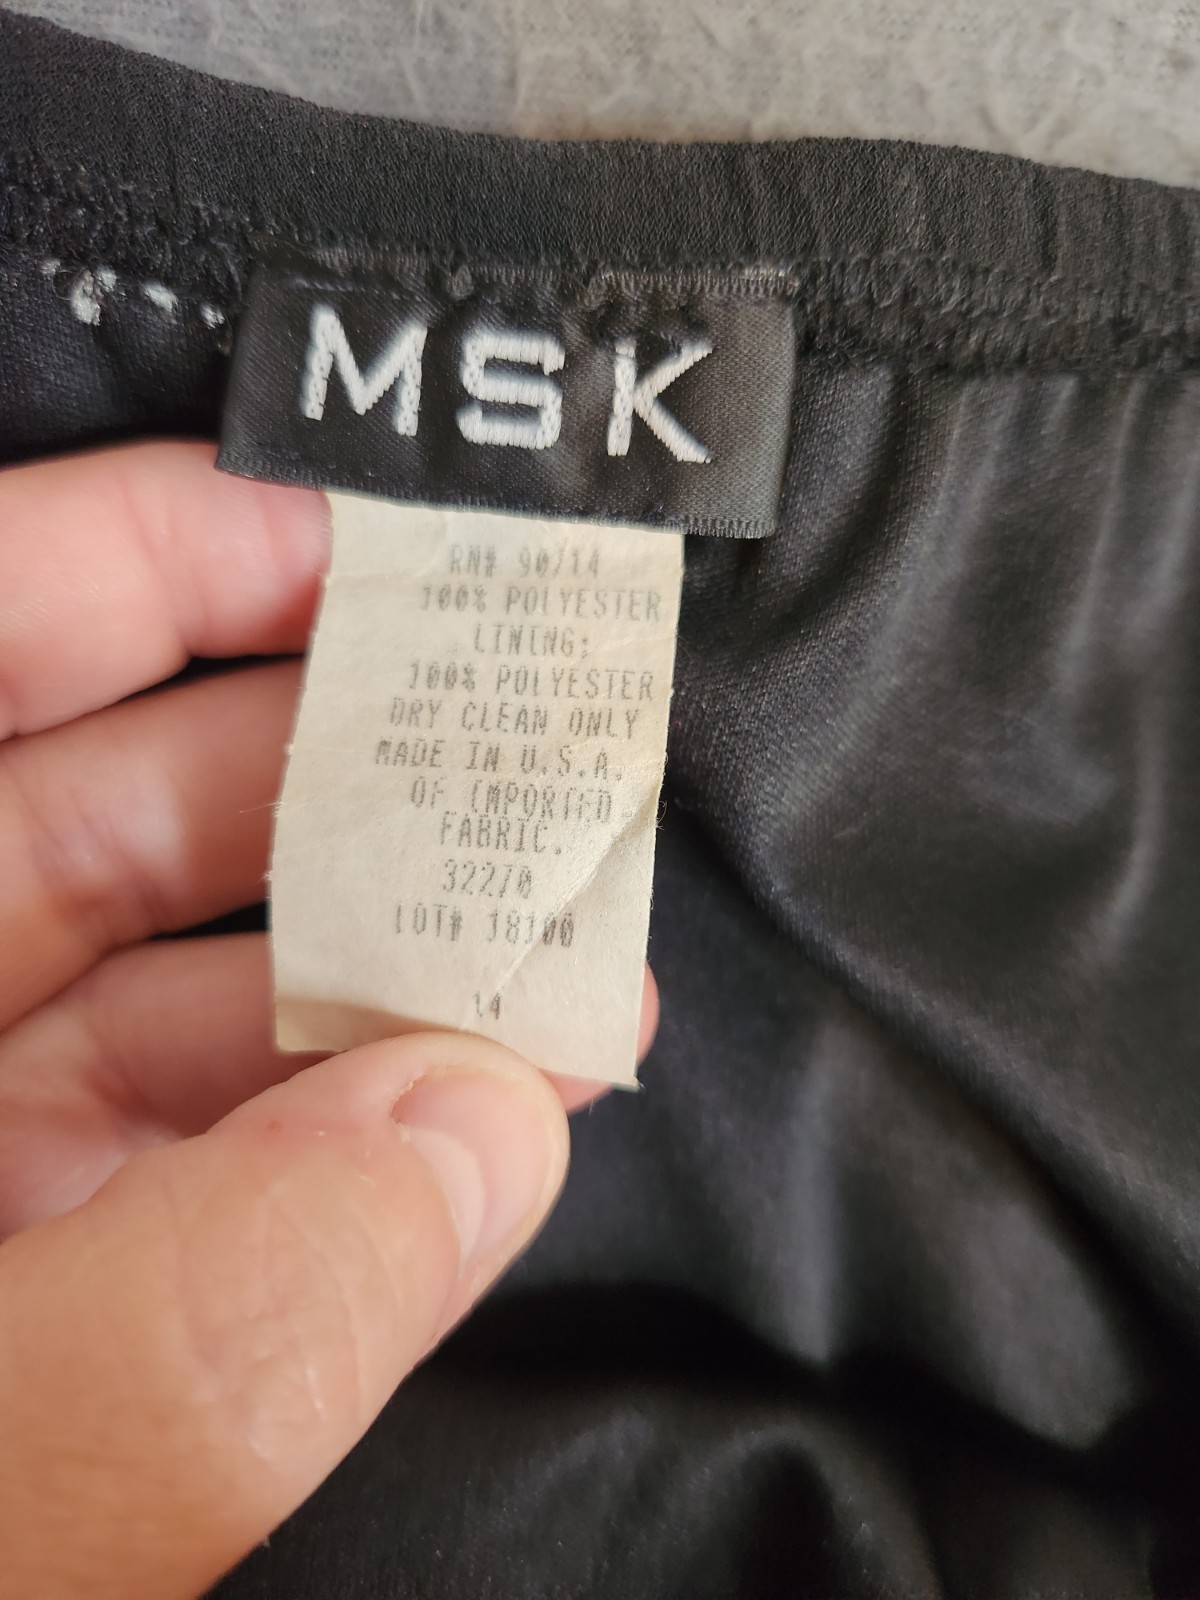 MSK
RN# 90714
100% POLYESTER
LINING:
100% POLYESTER
DRY CLEAN ONLY
MADE IN U.S.A.
OF IMPORTED
FABRIC.
32270
LOT# 18100
14